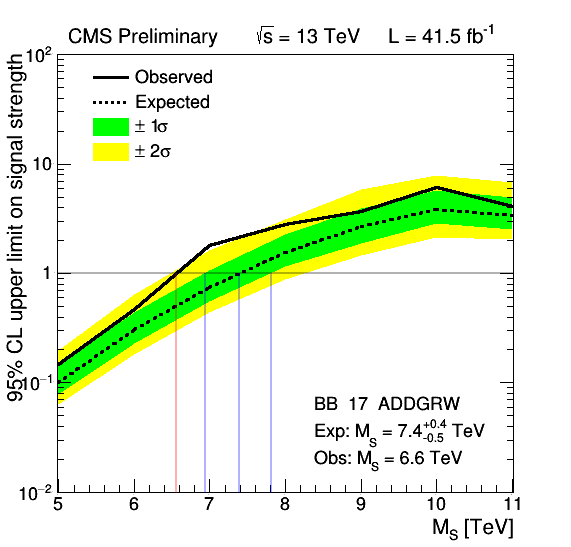 CMS Preliminary √s = 13 TeV L = 41.5 fb⁻¹
Observed
Expected
± 1σ
± 2σ
95% CL upper limit on signal strength
10²
10
1
10⁻¹
10⁻²
BB 17 ADDGRW
Exp: M_S = 7.4^{+0.4}_{-0.5} TeV
Obs: M_S = 6.6 TeV
5 6 7 8 9 10 11
M_S [TeV]